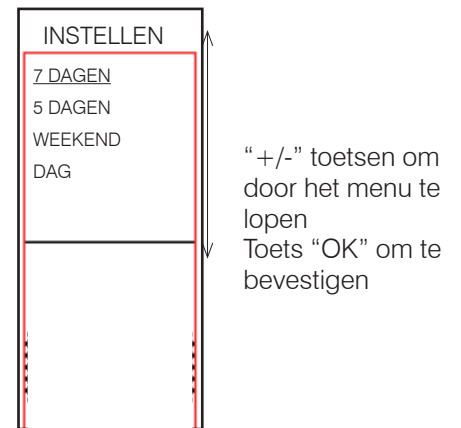 INSTELLEN
7 DAGEN
5 DAGEN
WEEKEND
DAG
“+/-” toetsen om
door het menu te
lopen
Toets “OK” om te
bevestigen